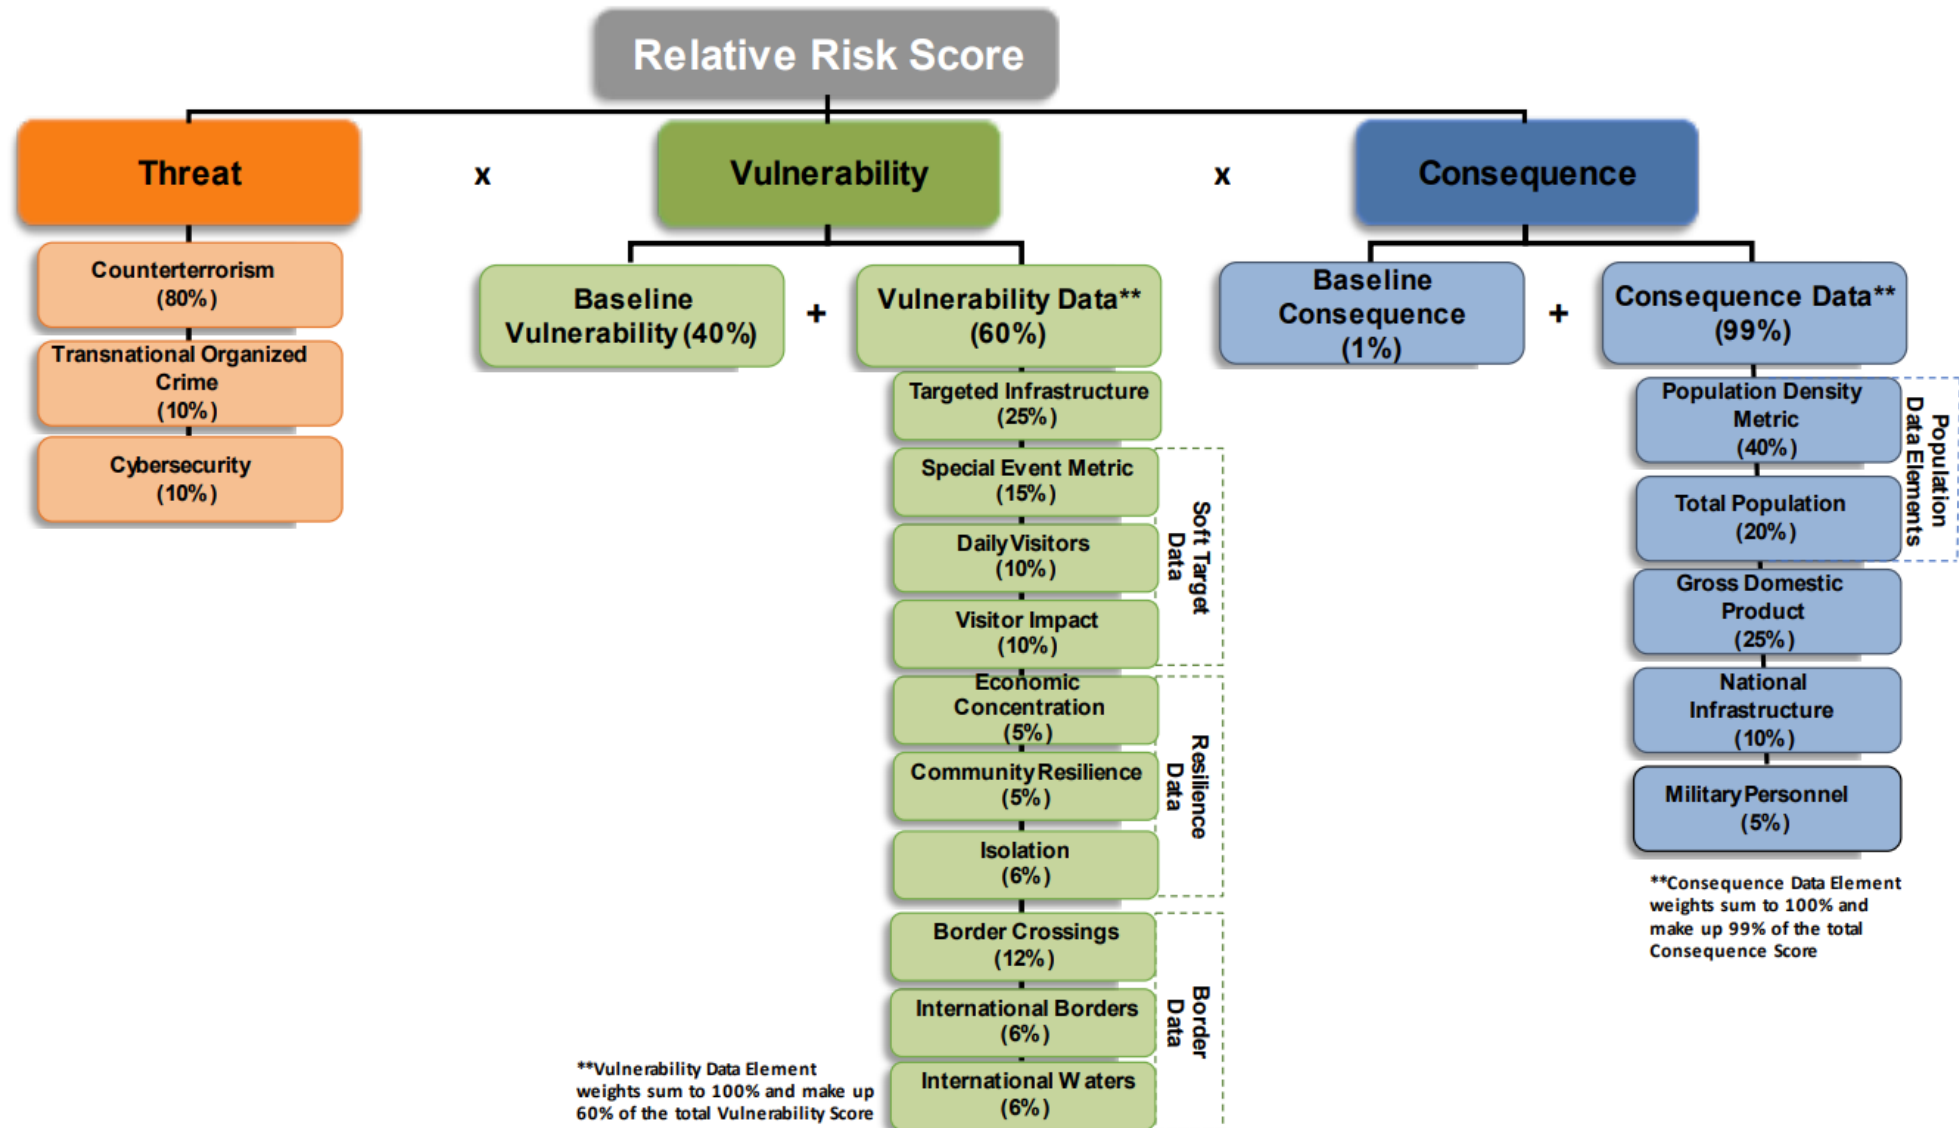 Relative Risk Score
Threat
x
Vulnerability
x
Consequence
Counterterrorism
(80%)
Transnational Organized
Crime
(10%)
Cybersecurity
(10%)
Baseline
Vulnerability (40%)
+
Vulnerability Data**
(60%)
Targeted Infrastructure
(25%)
Special Event Metric
(15%)
Daily Visitors
(10%)
Visitor Impact
(10%)
Soft Target
Data
Economic
Concentration
(5%)
Community Resilience
(5%)
Isolation
(6%)
Resilience
Data
Border Crossings
(12%)
International Borders
(6%)
International Waters
(6%)
Border
Data
**Vulnerability Data Element
weights sum to 100% and make up
60% of the total Vulnerability Score
Baseline
Consequence
(1%)
+
Consequence Data**
(99%)
Population Density
Metric
(40%)
Total Population
(20%)
Population
Data Elements
Gross Domestic
Product
(25%)
National
Infrastructure
(10%)
Military Personnel
(5%)
**Consequence Data Element
weights sum to 100% and
make up 99% of the total
Consequence Score